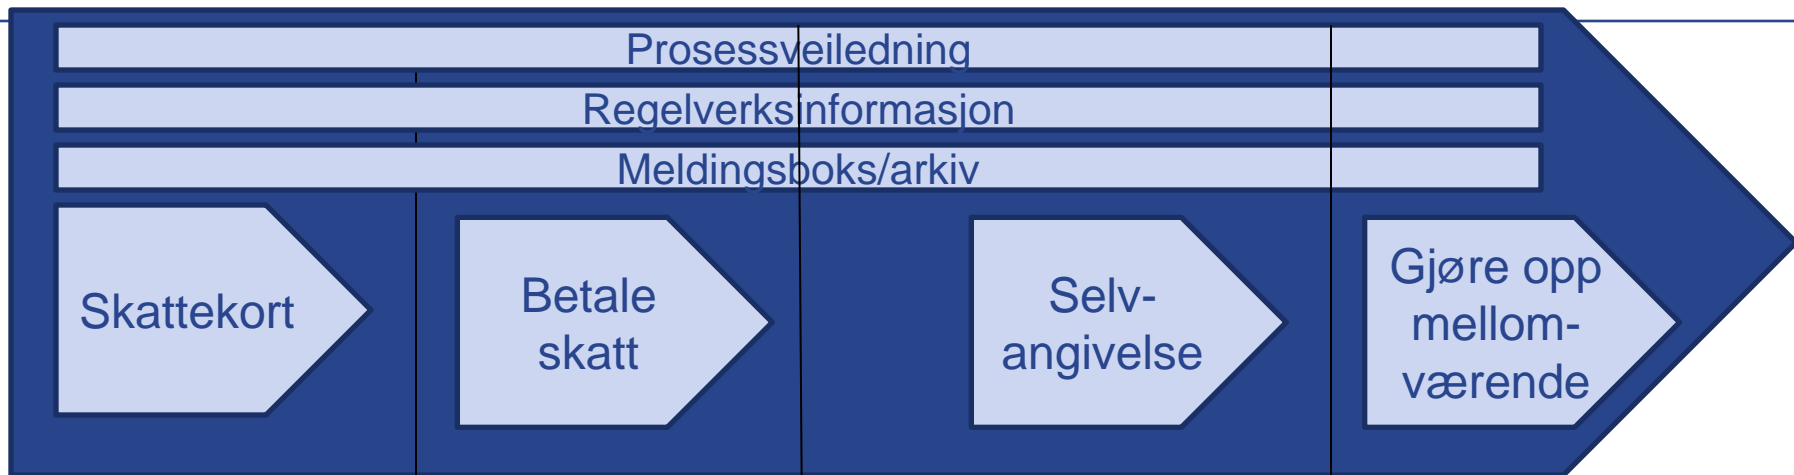 Prosessveiledning
Regelverksinformasjon
Meldingsboks/arkiv
Skattekort
Betale
skatt
Selv-
angivelse
Gjøre opp
mellom-
værende